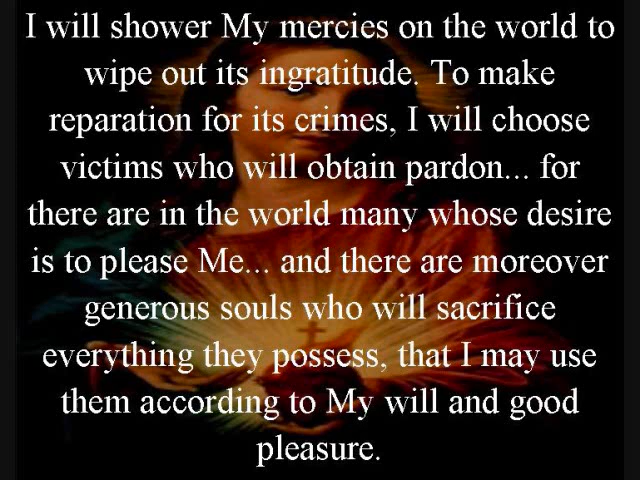 I will shower My mercies on the world to
wipe out its ingratitude. To make
reparation for its crimes, I will choose
victims who will obtain pardon... for
there are in the world many whose desire
is to please Me... and there are moreover
generous souls who will sacrifice
everything they possess, that I may use
them according to My will and good
pleasure.